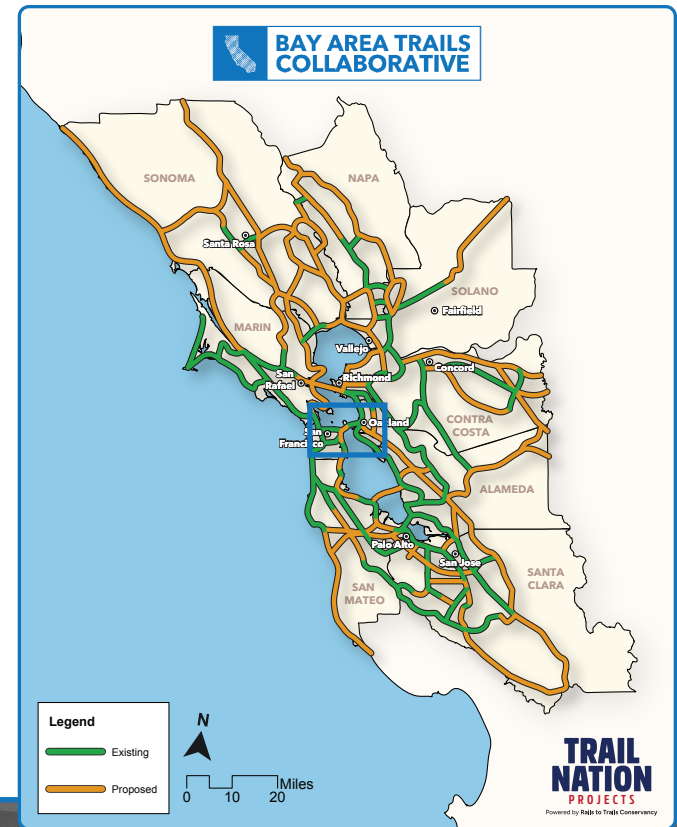 BAY AREA TRAILS
COLLABORATIVE
SONOMA
NAPA
Santa Rosa
SOLANO
Fairfield
MARIN
Vallejo
San
Rafael
Richmond
Concord
CONTRA
COSTA
Oakland
San
Francisco
ALAMEDA
Palo Alto
San Jose
SANTA
CLARA
SAN
MATEO
Legend
Existing
Proposed
N
Miles
0 10 20
TRAIL
NATION
PROJECTS
Powered by Rails to Trails Conservancy